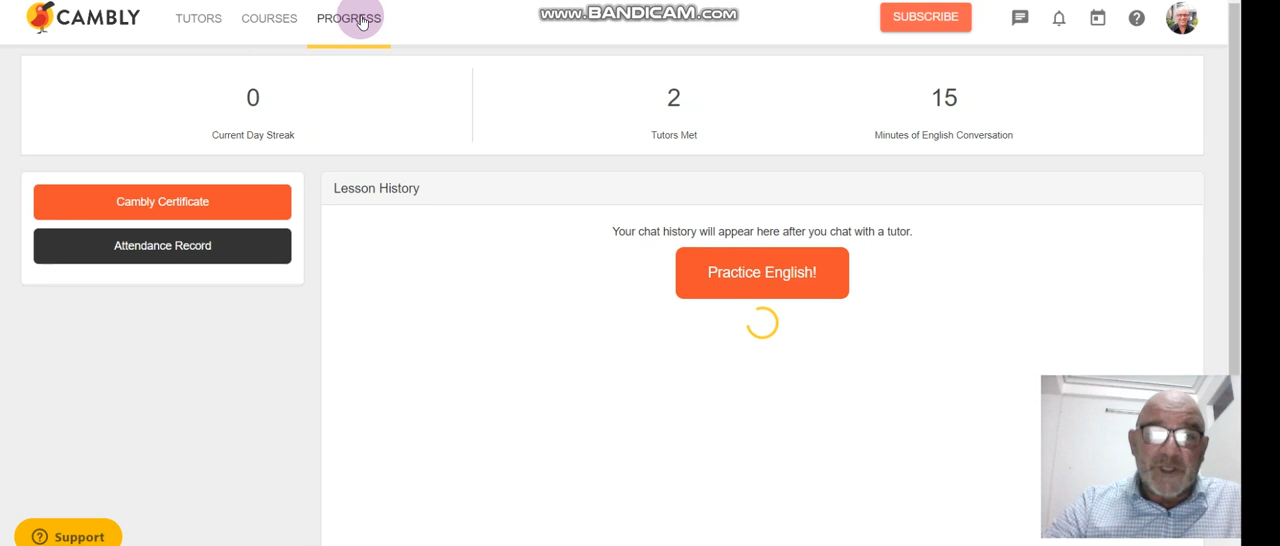 CAMBLY TUTORS COURSES PROGRESS www.BANDICAM.com SUBSCRIBE
0 2 15
Current Day Streak Tutors Met Minutes of English Conversation
Cambly Certificate
Attendance Record
Lesson History
Your chat history will appear here after you chat with a tutor.
Practice English!
Support